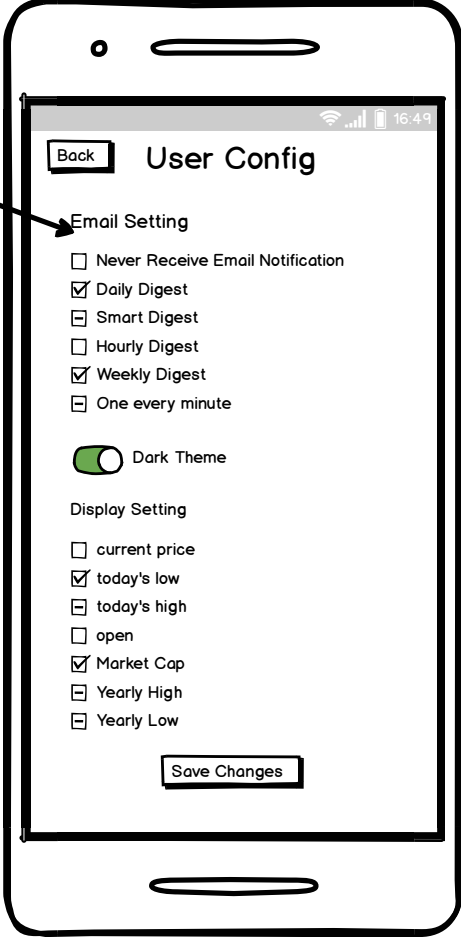 16:49
Back
User Config
Email Setting
Never Receive Email Notification
Daily Digest
Smart Digest
Hourly Digest
Weekly Digest
One every minute
Dark Theme
Display Setting
current price
today's low
today's high
open
Market Cap
Yearly High
Yearly Low
Save Changes